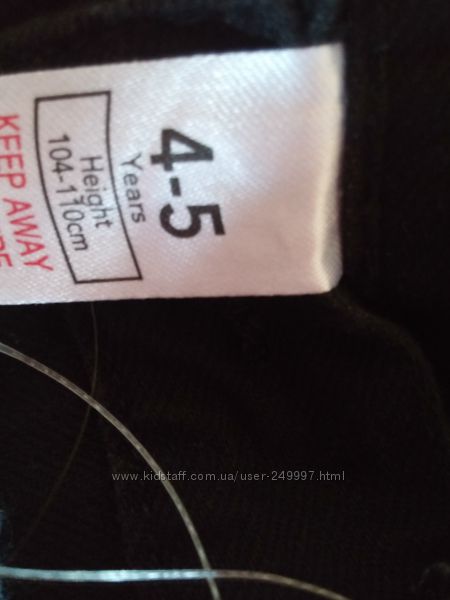 4-5
Years
Height
104-110cm
KEEP AWAY
www.kidstaff.com.ua/user-249997.html